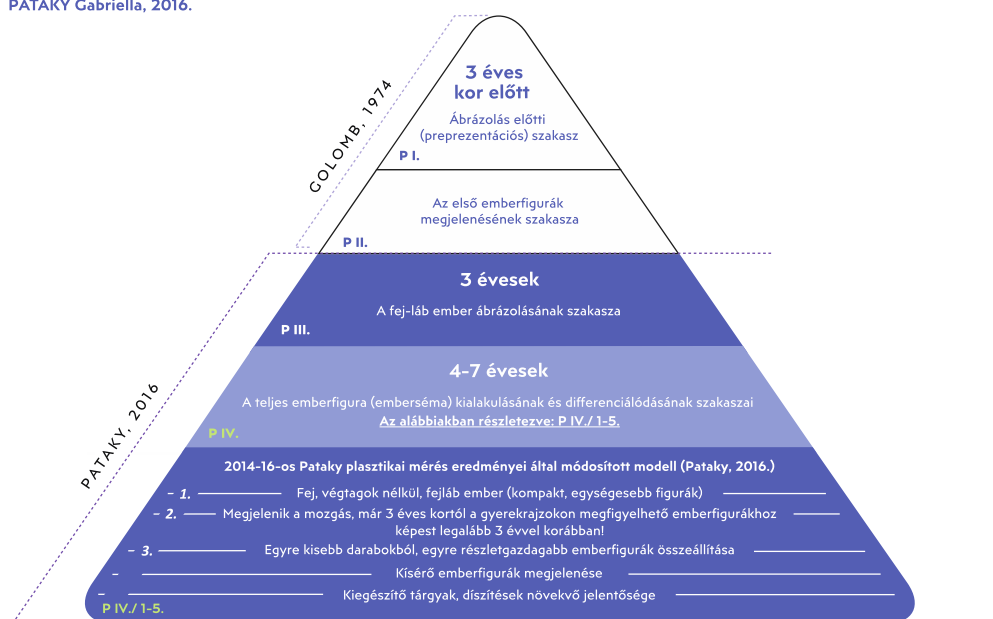 PATAKY Gabriella, 2016.
GOLOMB, 1974
3 éves
kor előtt
Ábrázolás előtti
(preprezentációs) szakasz
P I.
Az első emberfigurák
megjelenésének szakasza
P II.
PATAKY, 2016
3 évesek
A fej-láb ember ábrázolásának szakasza
P III.
4-7 évesek
A teljes emberfigura (emberséma) kialakulásának és differenciálódásának szakaszai
Az alábbiakban részletezve: P IV./ 1-5.
P IV.
2014-16-os Pataky plasztikai mérés eredményei által módosított modell (Pataky, 2016.)
– 1. Fej, végtagok nélkül, fejláb ember (kompakt, egységesebb figurák)
– 2. Megjelenik a mozgás, már 3 éves kortól a gyerekrajzokon megfigyelhető emberfigurákhoz
képest legalább 3 évvel korábban!
– 3. Egyre kisebb darabokból, egyre részletgazdagabb emberfigurák összeállítása
– Kísérő emberfigurák megjelenése
– Kiegészítő tárgyak, díszítések növekvő jelentősége
P IV./ 1-5.